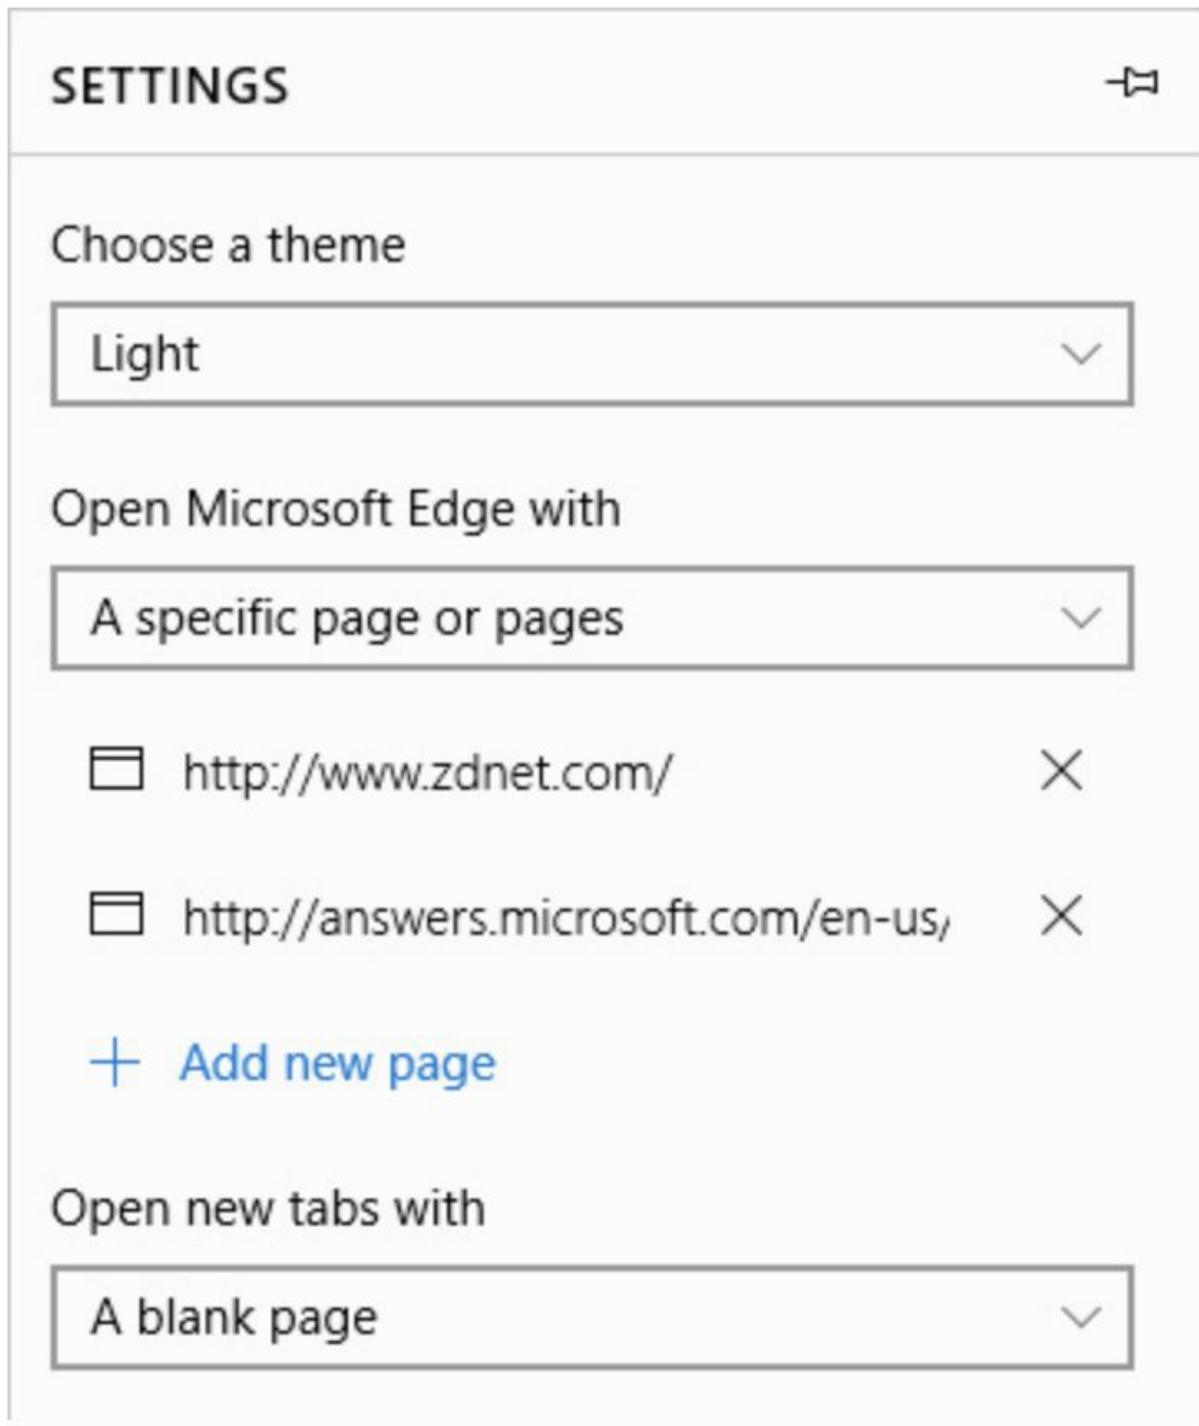 SETTINGS
Choose a theme
Light
Open Microsoft Edge with
A specific page or pages
http://www.zdnet.com/
http://answers.microsoft.com/en-us/
Add new page
Open new tabs with
A blank page